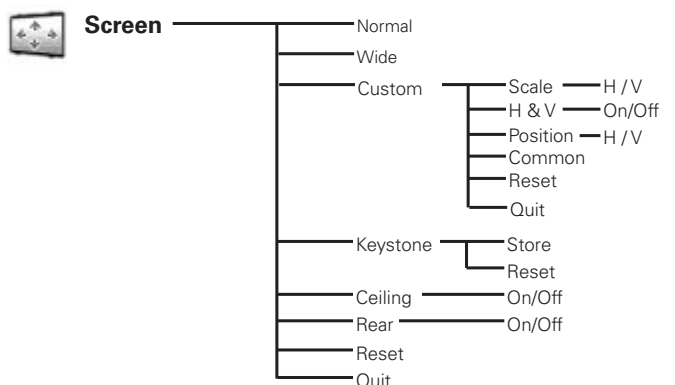 Screen Normal
Wide
Custom Scale H / V
H & V On/Off
Position H / V
Common
Reset
Quit
Keystone Store
Reset
Ceiling On/Off
Rear On/Off
Reset
Quit